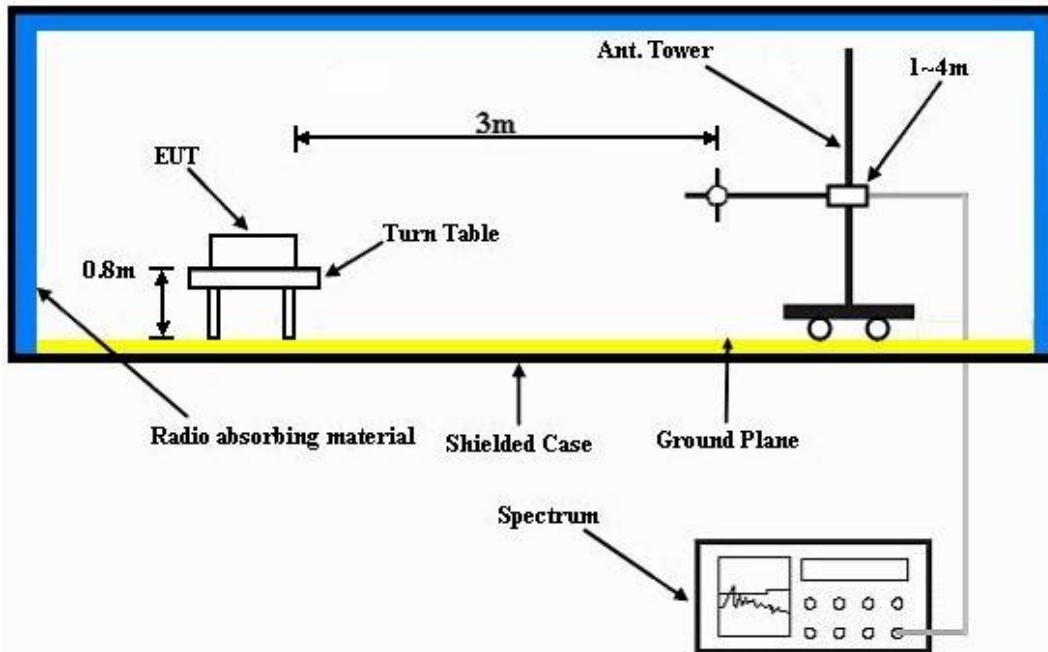 Ant. Tower
1~4m
3m
EUT
Turn Table
0.8m
Radio absorbing material
Shielded Case
Ground Plane
Spectrum